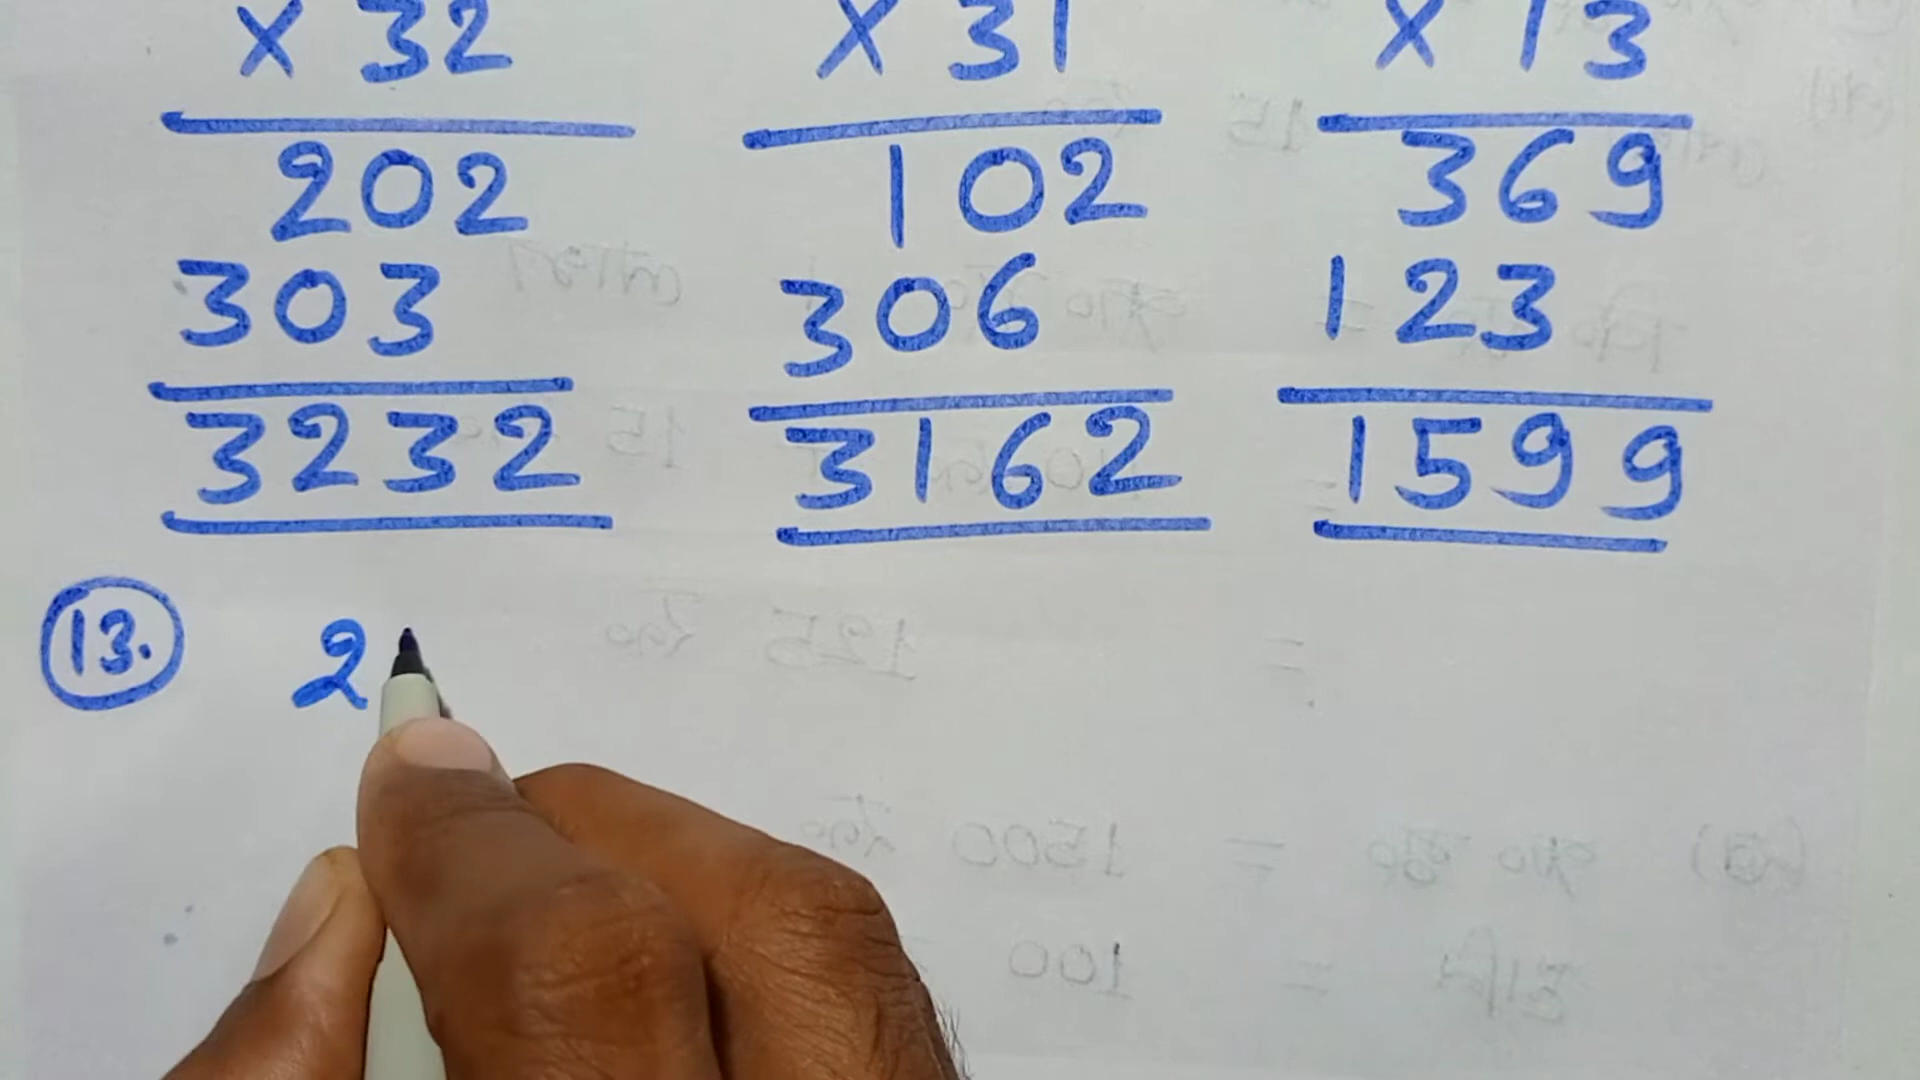 × 32 × 31 × 13
202 102 369
303 306 123
3232 3162 1599
13. 2